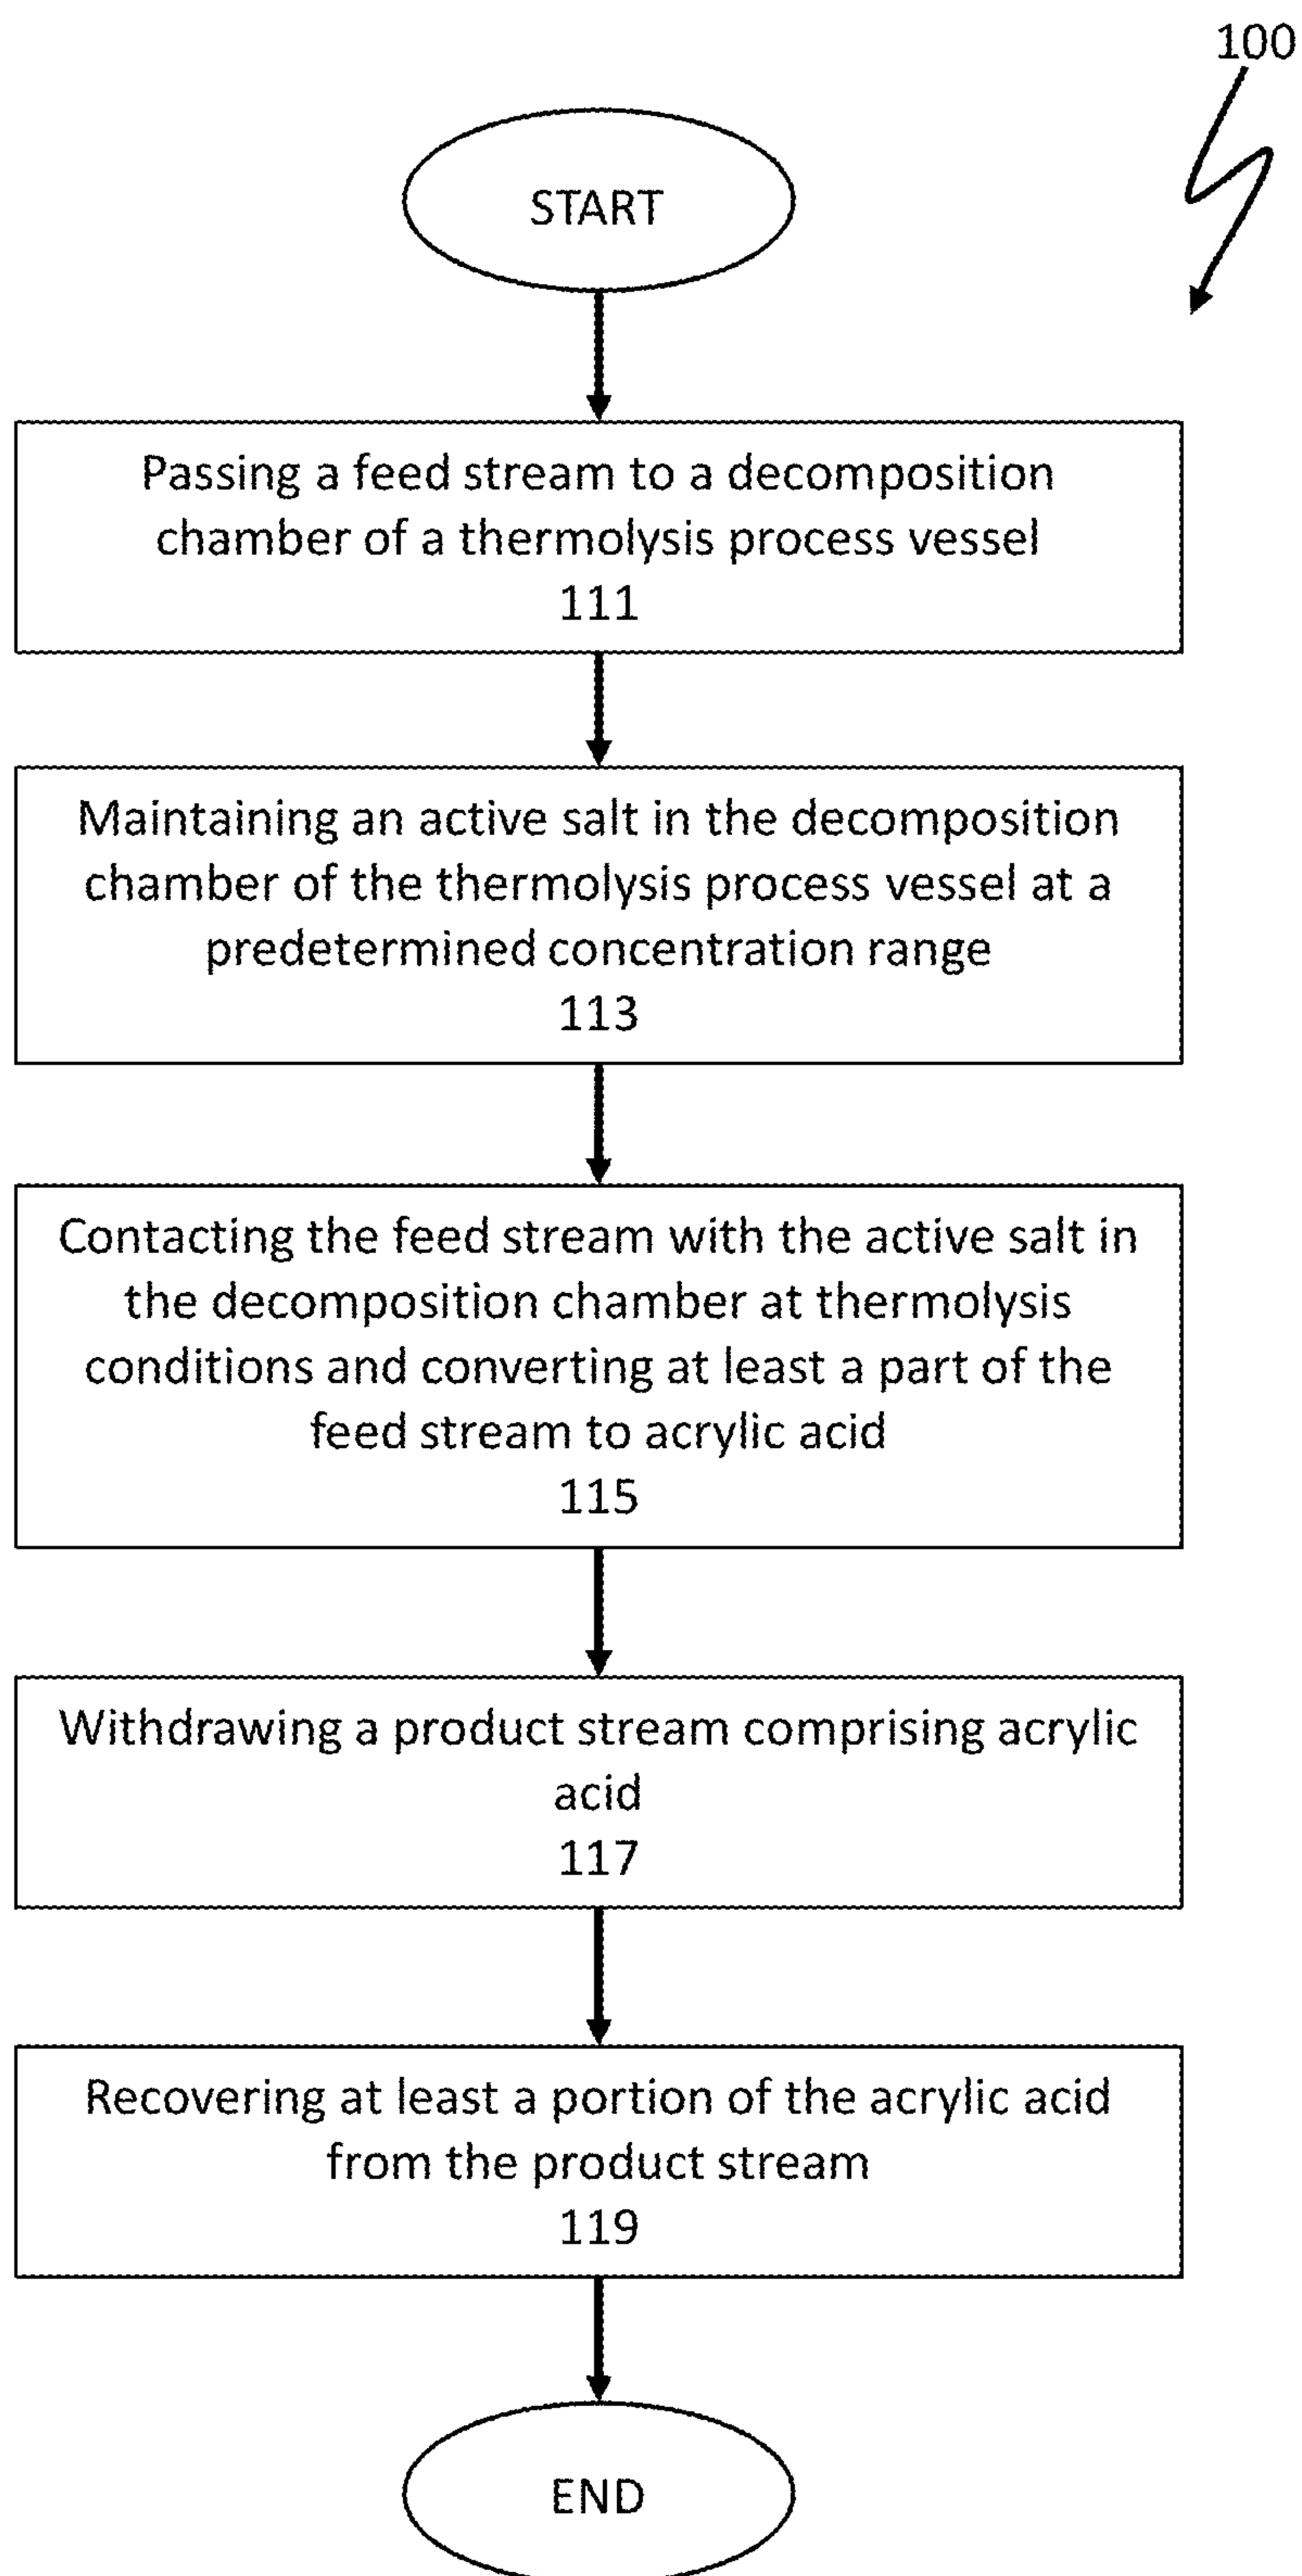 100
START
Passing a feed stream to a decomposition
chamber of a thermolysis process vessel
111
Maintaining an active salt in the decomposition
chamber of the thermolysis process vessel at a
predetermined concentration range
113
Contacting the feed stream with the active salt in
the decomposition chamber at thermolysis
conditions and converting at least a part of the
feed stream to acrylic acid
115
Withdrawing a product stream comprising acrylic
acid
117
Recovering at least a portion of the acrylic acid
from the product stream
119
END